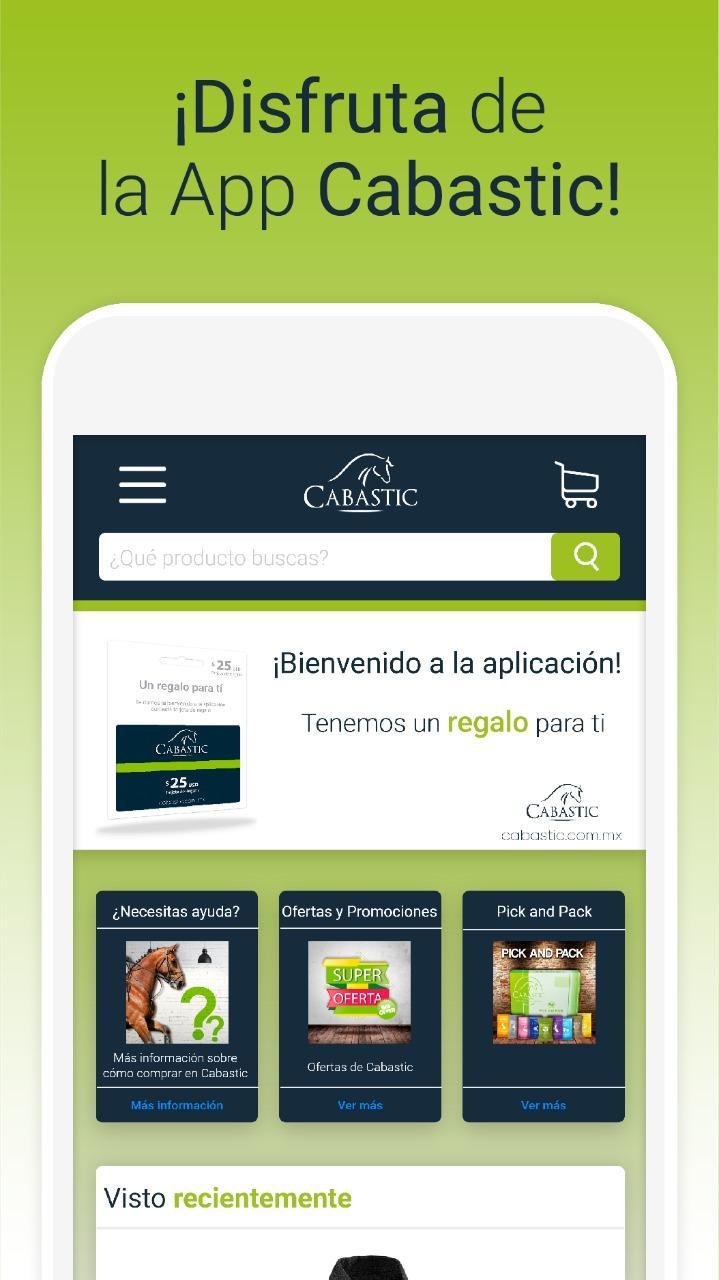 ¡Disfruta de
la App Cabastic!
CABASTIC
¿Qué producto buscas?
$25 USD
Un regalo para tí
CABASTIC
$25 USD
¡Bienvenido a la aplicación!
Tenemos un regalo para ti
CABASTIC
cabastic.com.mx
¿Necesitas ayuda?
??
Más información sobre
cómo comprar en Cabastic
Más información
Ofertas y Promociones
SUPER
OFERTA
Ofertas de Cabastic
Ver más
Pick and Pack
PICK AND PACK
Ver más
Visto recientemente